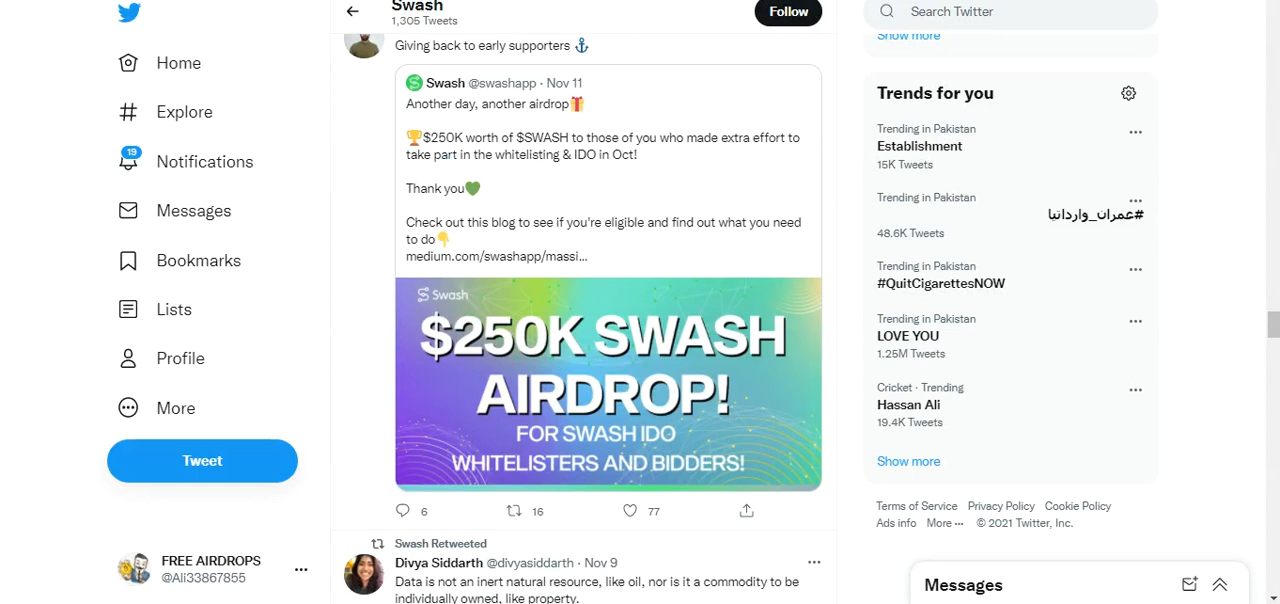 Home
Explore
19
Notifications
Messages
Bookmarks
Lists
Profile
More
Tweet
FREE AIRDROPS
@Ali33867855
Swash
1,305 Tweets
Follow
Giving back to early supporters
Swash @swashapp · Nov 11
Another day, another airdrop
$250K worth of $SWASH to those of you who made extra effort to
take part in the whitelisting & IDO in Oct!
Thank you
Check out this blog to see if you're eligible and find out what you need
to do
medium.com/swashapp/massi...
Swash
$250K SWASH
AIRDROP!
FOR SWASH IDO
WHITELISTERS AND BIDDERS!
6 16 77
Swash Retweeted
Divya Siddarth @divyasiddarth · Nov 9
Data is not an inert natural resource, like oil, nor is it a commodity to be
individually owned, like property.
Search Twitter
Show more
Trends for you
Trending in Pakistan
Establishment
15K Tweets
Trending in Pakistan
#عمران_وارداتیا
48.6K Tweets
Trending in Pakistan
#QuitCigarettesNOW
Trending in Pakistan
LOVE YOU
1.25M Tweets
Cricket · Trending
Hassan Ali
19.4K Tweets
Show more
Terms of Service Privacy Policy Cookie Policy
Ads info More ··· © 2021 Twitter, Inc.
Messages